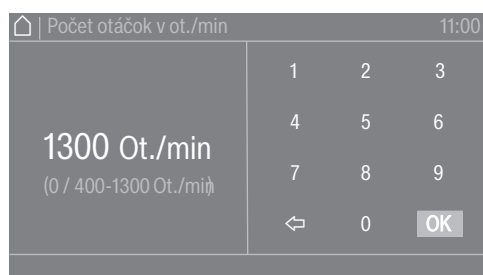 | Počet otáčok v ot./min 11:00
1 2 3
4 5 6
1300 Ot./min
(0 / 400-1300 Ot./min)
7 8 9
0 OK